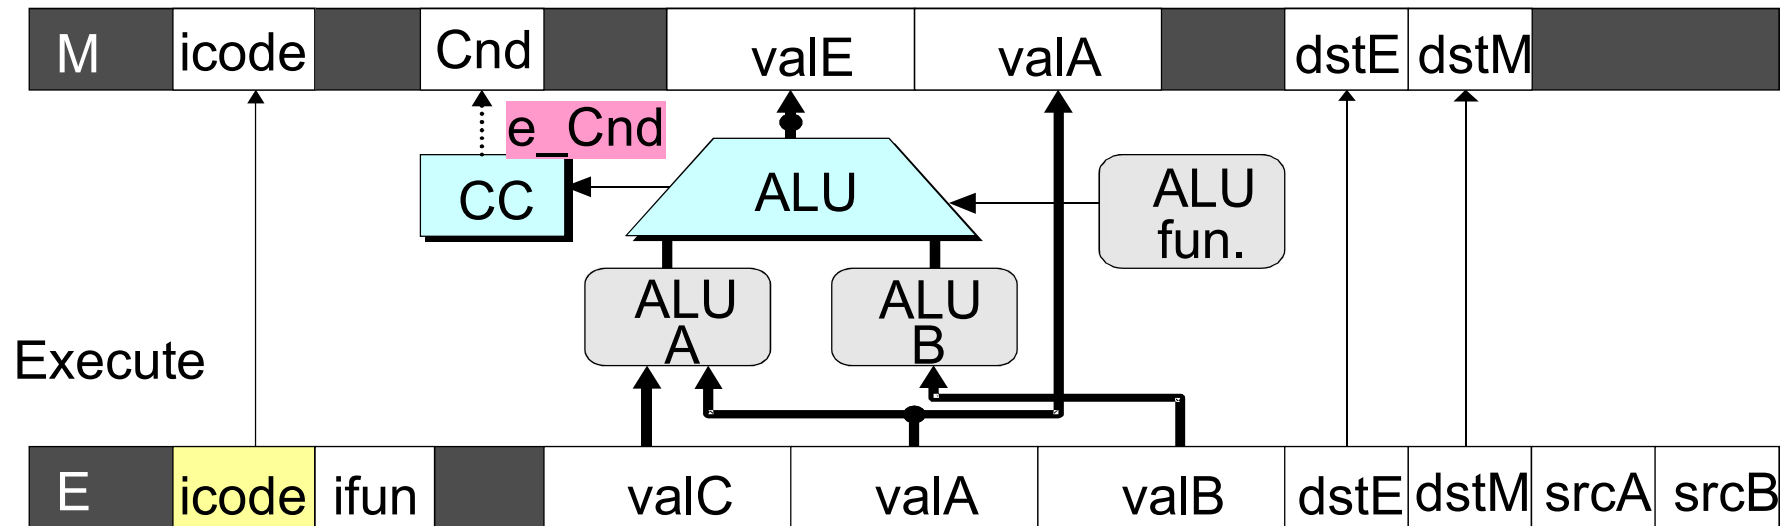 M icode Cnd valE valA dstE dstM
e_Cnd
CC
ALU
ALU
fun.
ALU
A
ALU
B
Execute
E icode ifun valC valA valB dstE dstM srcA srcB